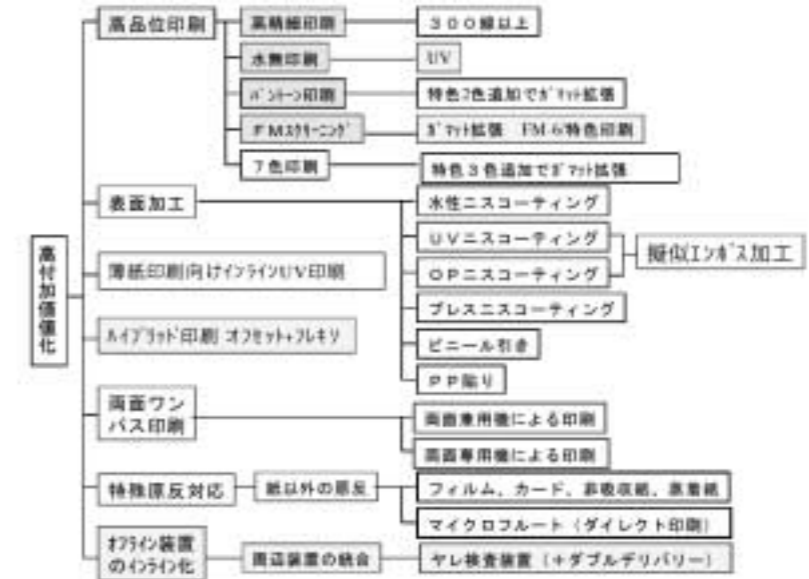 高付加価値化
高品位印刷
高精細印刷
300線以上
水無印刷
UV
パントーン印刷
特色2色追加でガマット拡張
FMスクリーニング
ガマット拡張 FM-6/特色印刷
7色印刷
特色3色追加でガマット拡張
表面加工
水性ニスコーティング
UVニスコーティング
OPニスコーティング
擬似エンボス加工
プレスニスコーティング
ビニール引き
PP貼り
薄紙印刷向けインラインUV印刷
ハイブリッド印刷 オフセット+フレキソ
両面ワン
パス印刷
両面兼用機による印刷
両面専用機による印刷
特殊原反対応
紙以外の原反
フィルム、カード、非吸収紙、蒸着紙
マイクロフルート（ダイレクト印刷）
オフライン装置
のインライン化
周辺装置の統合
ヤレ検査装置（＋ダブルデリバリー）